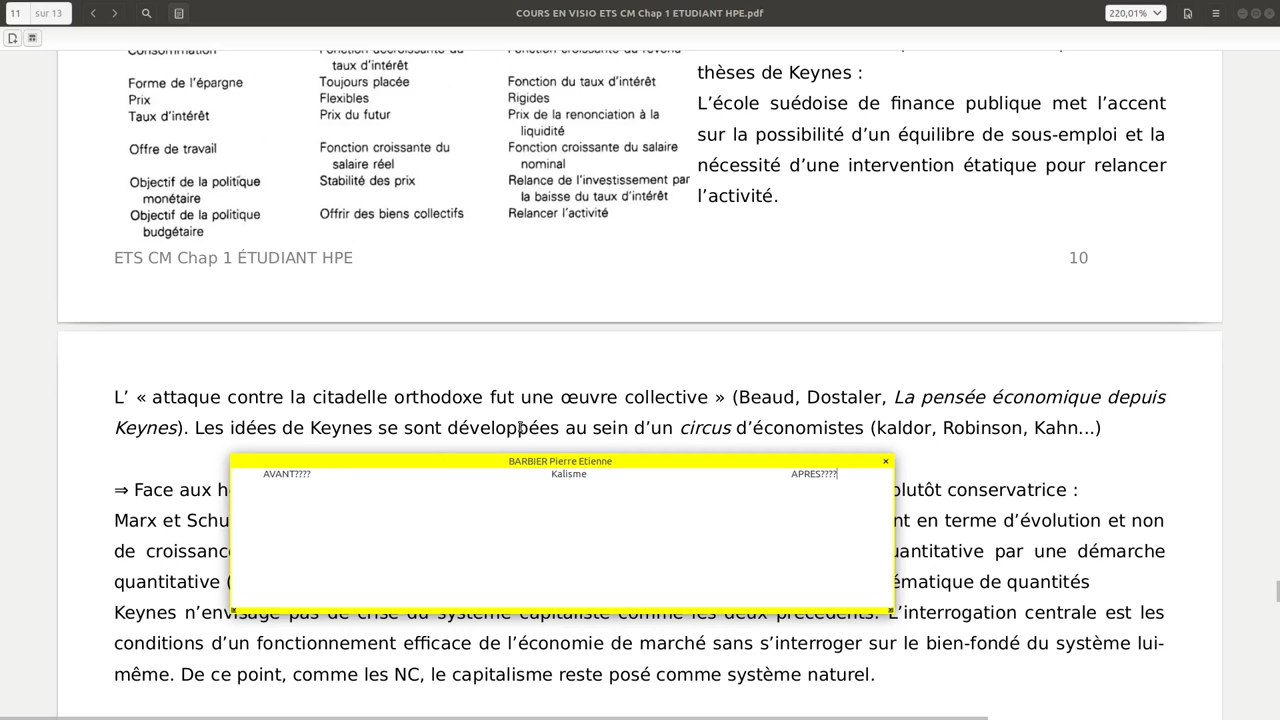 11 sur 13 COURS EN VISIO ETS CM Chap 1 ETUDIANT HPE.pdf 220,01%
Consommation Fonction décroissante du Fonction croissante du revenu
taux d'intérêt
Forme de l'épargne Toujours placée Fonction du taux d'intérêt
Prix Flexibles Rigides
Taux d'intérêt Prix du futur Prix de la renonciation à la
liquidité
Offre de travail Fonction croissante du Fonction croissante du salaire
salaire réel nominal
Objectif de la politique Stabilité des prix Relance de l'investissement par
monétaire la baisse du taux d'intérêt
Objectif de la politique Offrir des biens collectifs Relancer l'activité
budgétaire
thèses de Keynes :
L'école suédoise de finance publique met l'accent
sur la possibilité d'un équilibre de sous-emploi et la
nécessité d'une intervention étatique pour relancer
l'activité.
ETS CM Chap 1 ÉTUDIANT HPE 10
L' « attaque contre la citadelle orthodoxe fut une œuvre collective » (Beaud, Dostaler, La pensée économique depuis
Keynes). Les idées de Keynes se sont développées au sein d'un circus d'économistes (kaldor, Robinson, Kahn...)
BARBIER Pierre Etienne
AVANT???? Kalisme APRES????
⇒ Face aux h plutôt conservatrice :
Marx et Schu nt en terme d'évolution et non
de croissanc uantitative par une démarche
quantitative ( ématique de quantités
Keynes n'envisage pas de crise du système capitaliste comme les deux précédents. L'interrogation centrale est les
conditions d'un fonctionnement efficace de l'économie de marché sans s'interroger sur le bien-fondé du système lui-
même. De ce point, comme les NC, le capitalisme reste posé comme système naturel.